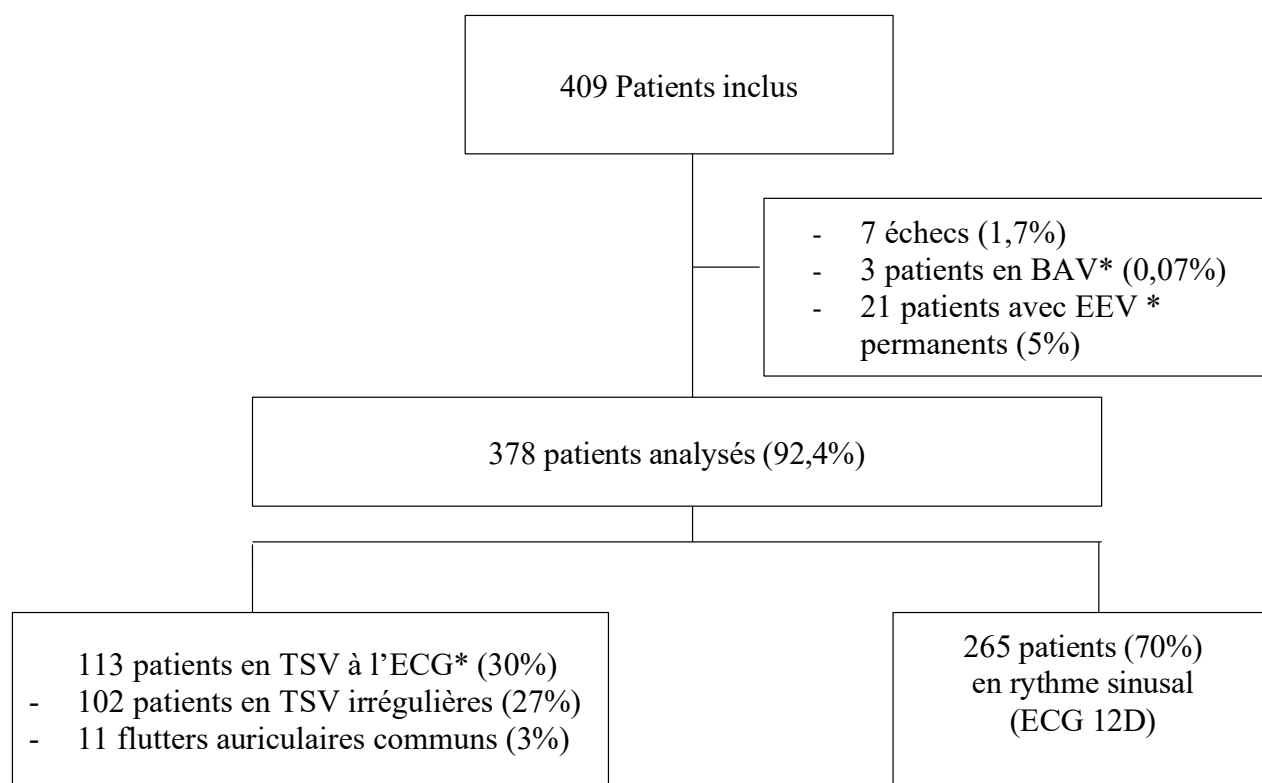 409 Patients inclus
- 7 échecs (1,7%)
- 3 patients en BAV* (0,07%)
- 21 patients avec EEV *
permanents (5%)
378 patients analysés (92,4%)
113 patients en TSV à l’ECG* (30%)
- 102 patients en TSV irrégulières (27%)
- 11 flutters auriculaires communs (3%)
265 patients (70%)
en rythme sinusal
(ECG 12D)